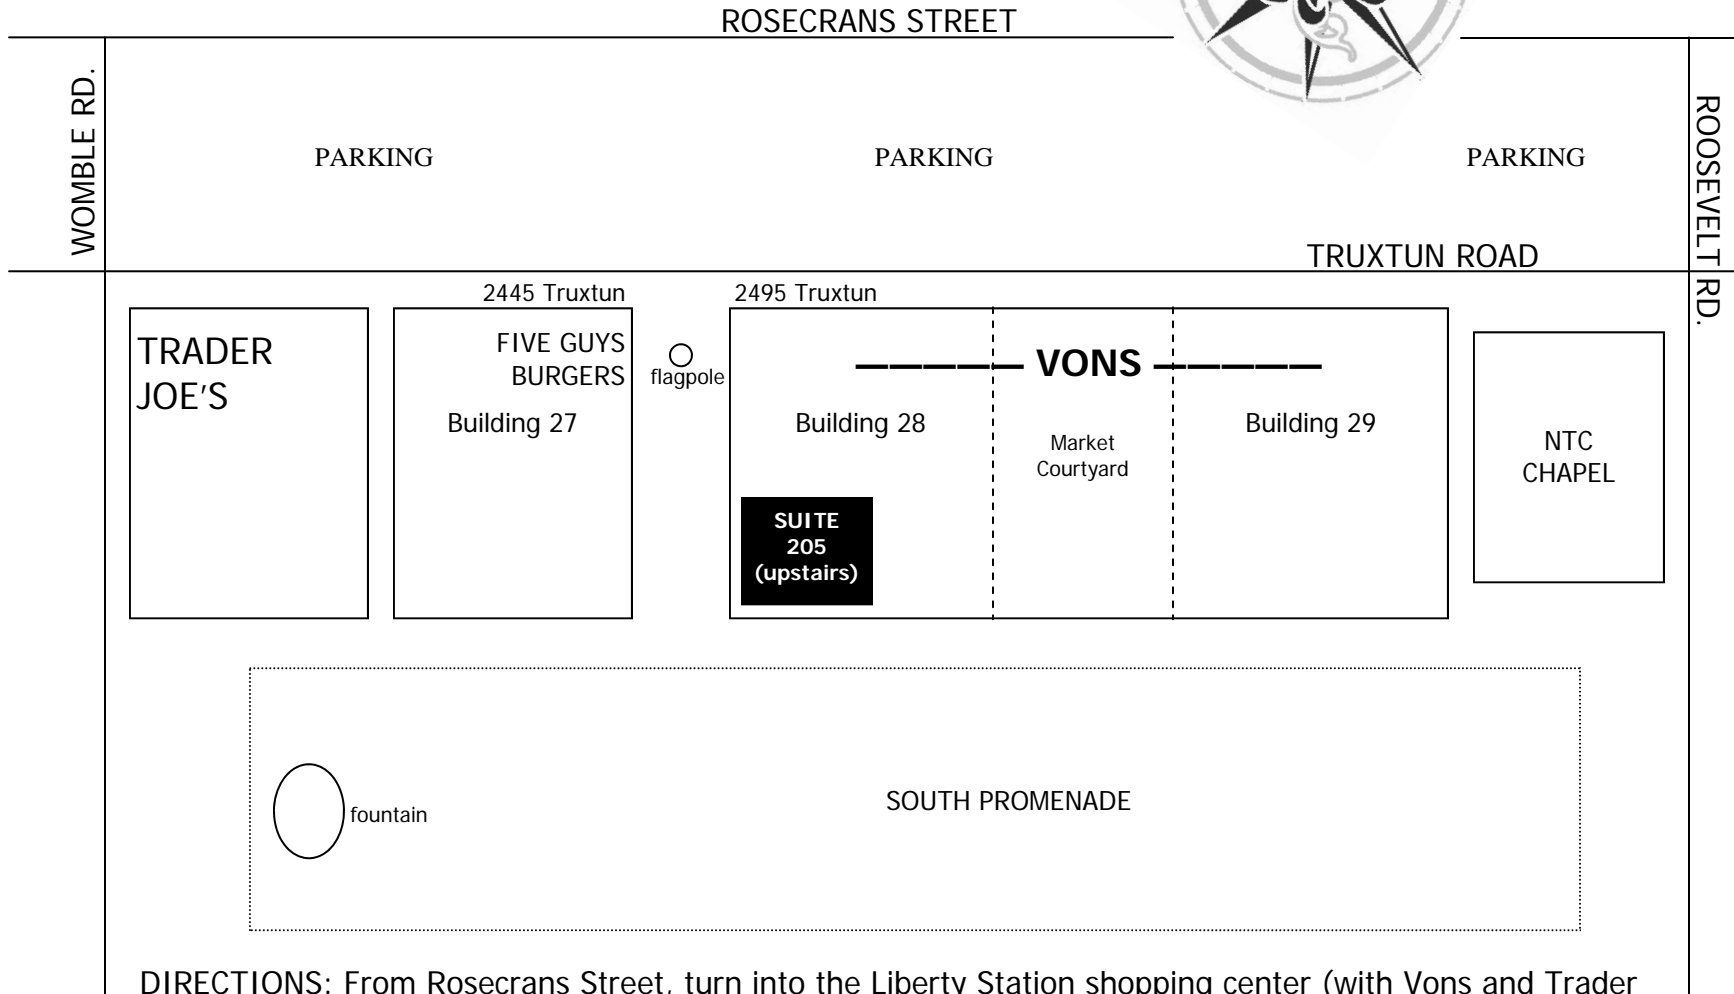 ROSECRANS STREET
WOMBLE RD.
PARKING
PARKING
PARKING
ROOSEVELT RD.
TRUXTUN ROAD
2445 Truxtun
2495 Truxtun
TRADER
JOE'S
FIVE GUYS
BURGERS
Building 27
flagpole
VONS
Building 28
Market
Courtyard
Building 29
NTC
CHAPEL
SUITE
205
(upstairs)
fountain
SOUTH PROMENADE
DIRECTIONS: From Rosecrans Street, turn into the Liberty Station shopping center (with Vons and Trader